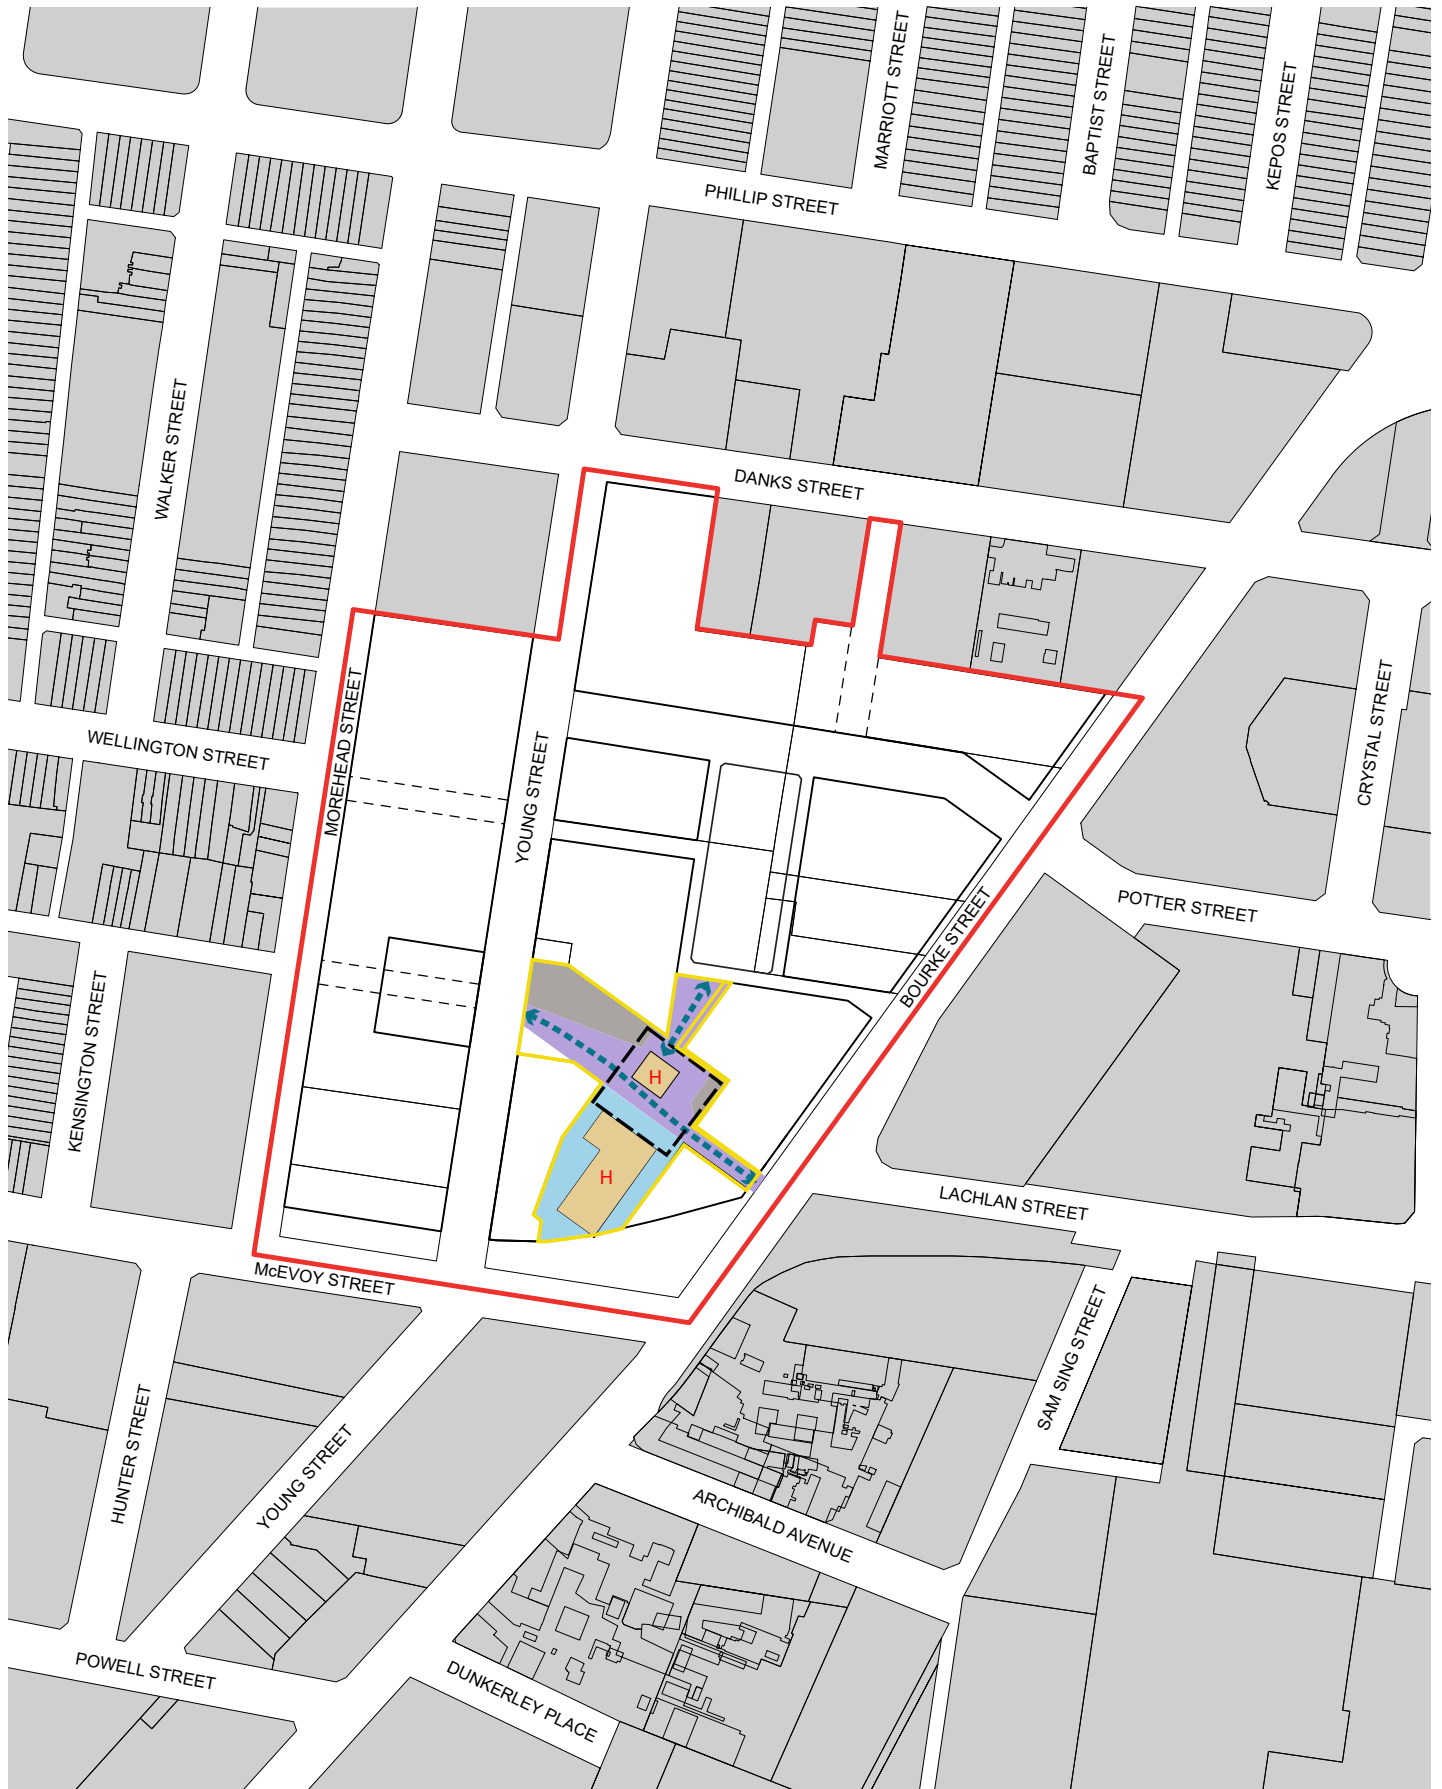 MARRIOTT STREET
BAPTIST STREET
KEPOS STREET
PHILLIP STREET
WALKER STREET
DANKS STREET
WELLINGTON STREET
MOREHEAD STREET
YOUNG STREET
CRYSTAL STREET
POTTER STREET
BOURKE STREET
KENSINGTON STREET
H
H
LACHLAN STREET
McEVOY STREET
SAM SING STREET
HUNTER STREET
YOUNG STREET
ARCHIBALD AVENUE
POWELL STREET
DUNKERLEY PLACE